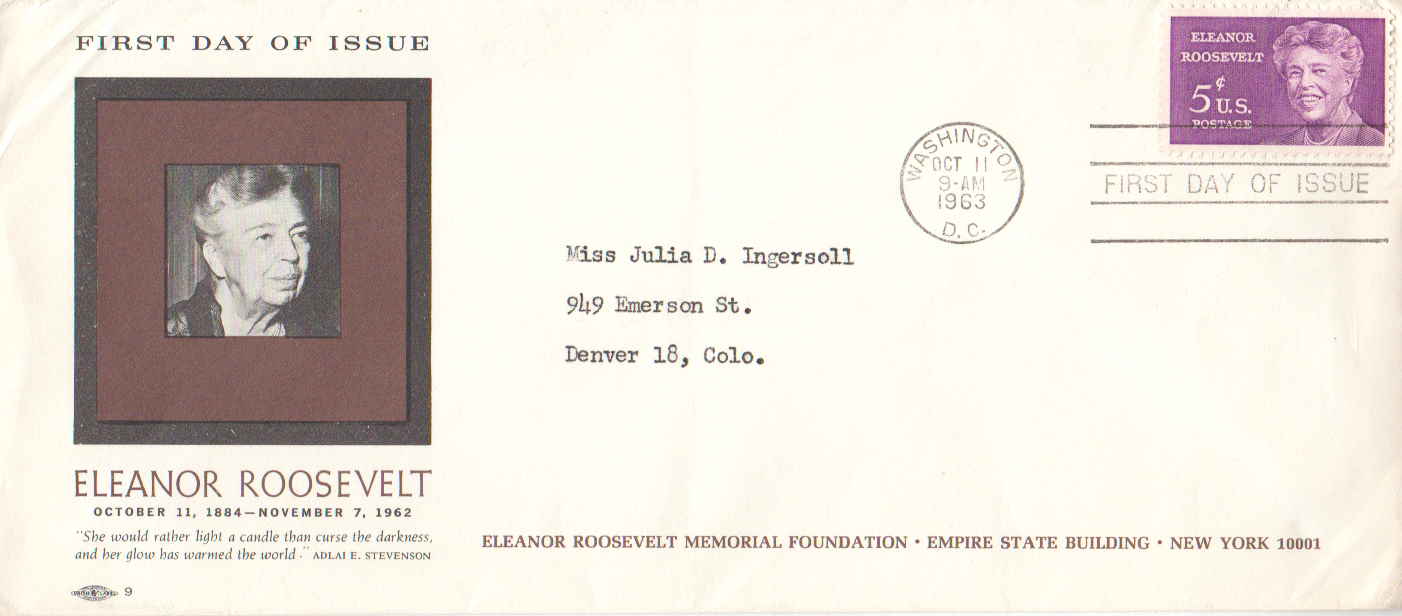 FIRST DAY OF ISSUE
ELEANOR
ROOSEVELT
5¢ U.S.
POSTAGE
WASHINGTON
OCT 11
9-AM
1963
D.C.
FIRST DAY OF ISSUE
Miss Julia D. Ingersoll
949 Emerson St.
Denver 18, Colo.
ELEANOR ROOSEVELT
OCTOBER 11, 1884—NOVEMBER 7, 1962
"She would rather light a candle than curse the darkness,
and her glow has warmed the world." ADLAI E. STEVENSON
ELEANOR ROOSEVELT MEMORIAL FOUNDATION • EMPIRE STATE BUILDING • NEW YORK 10001
9